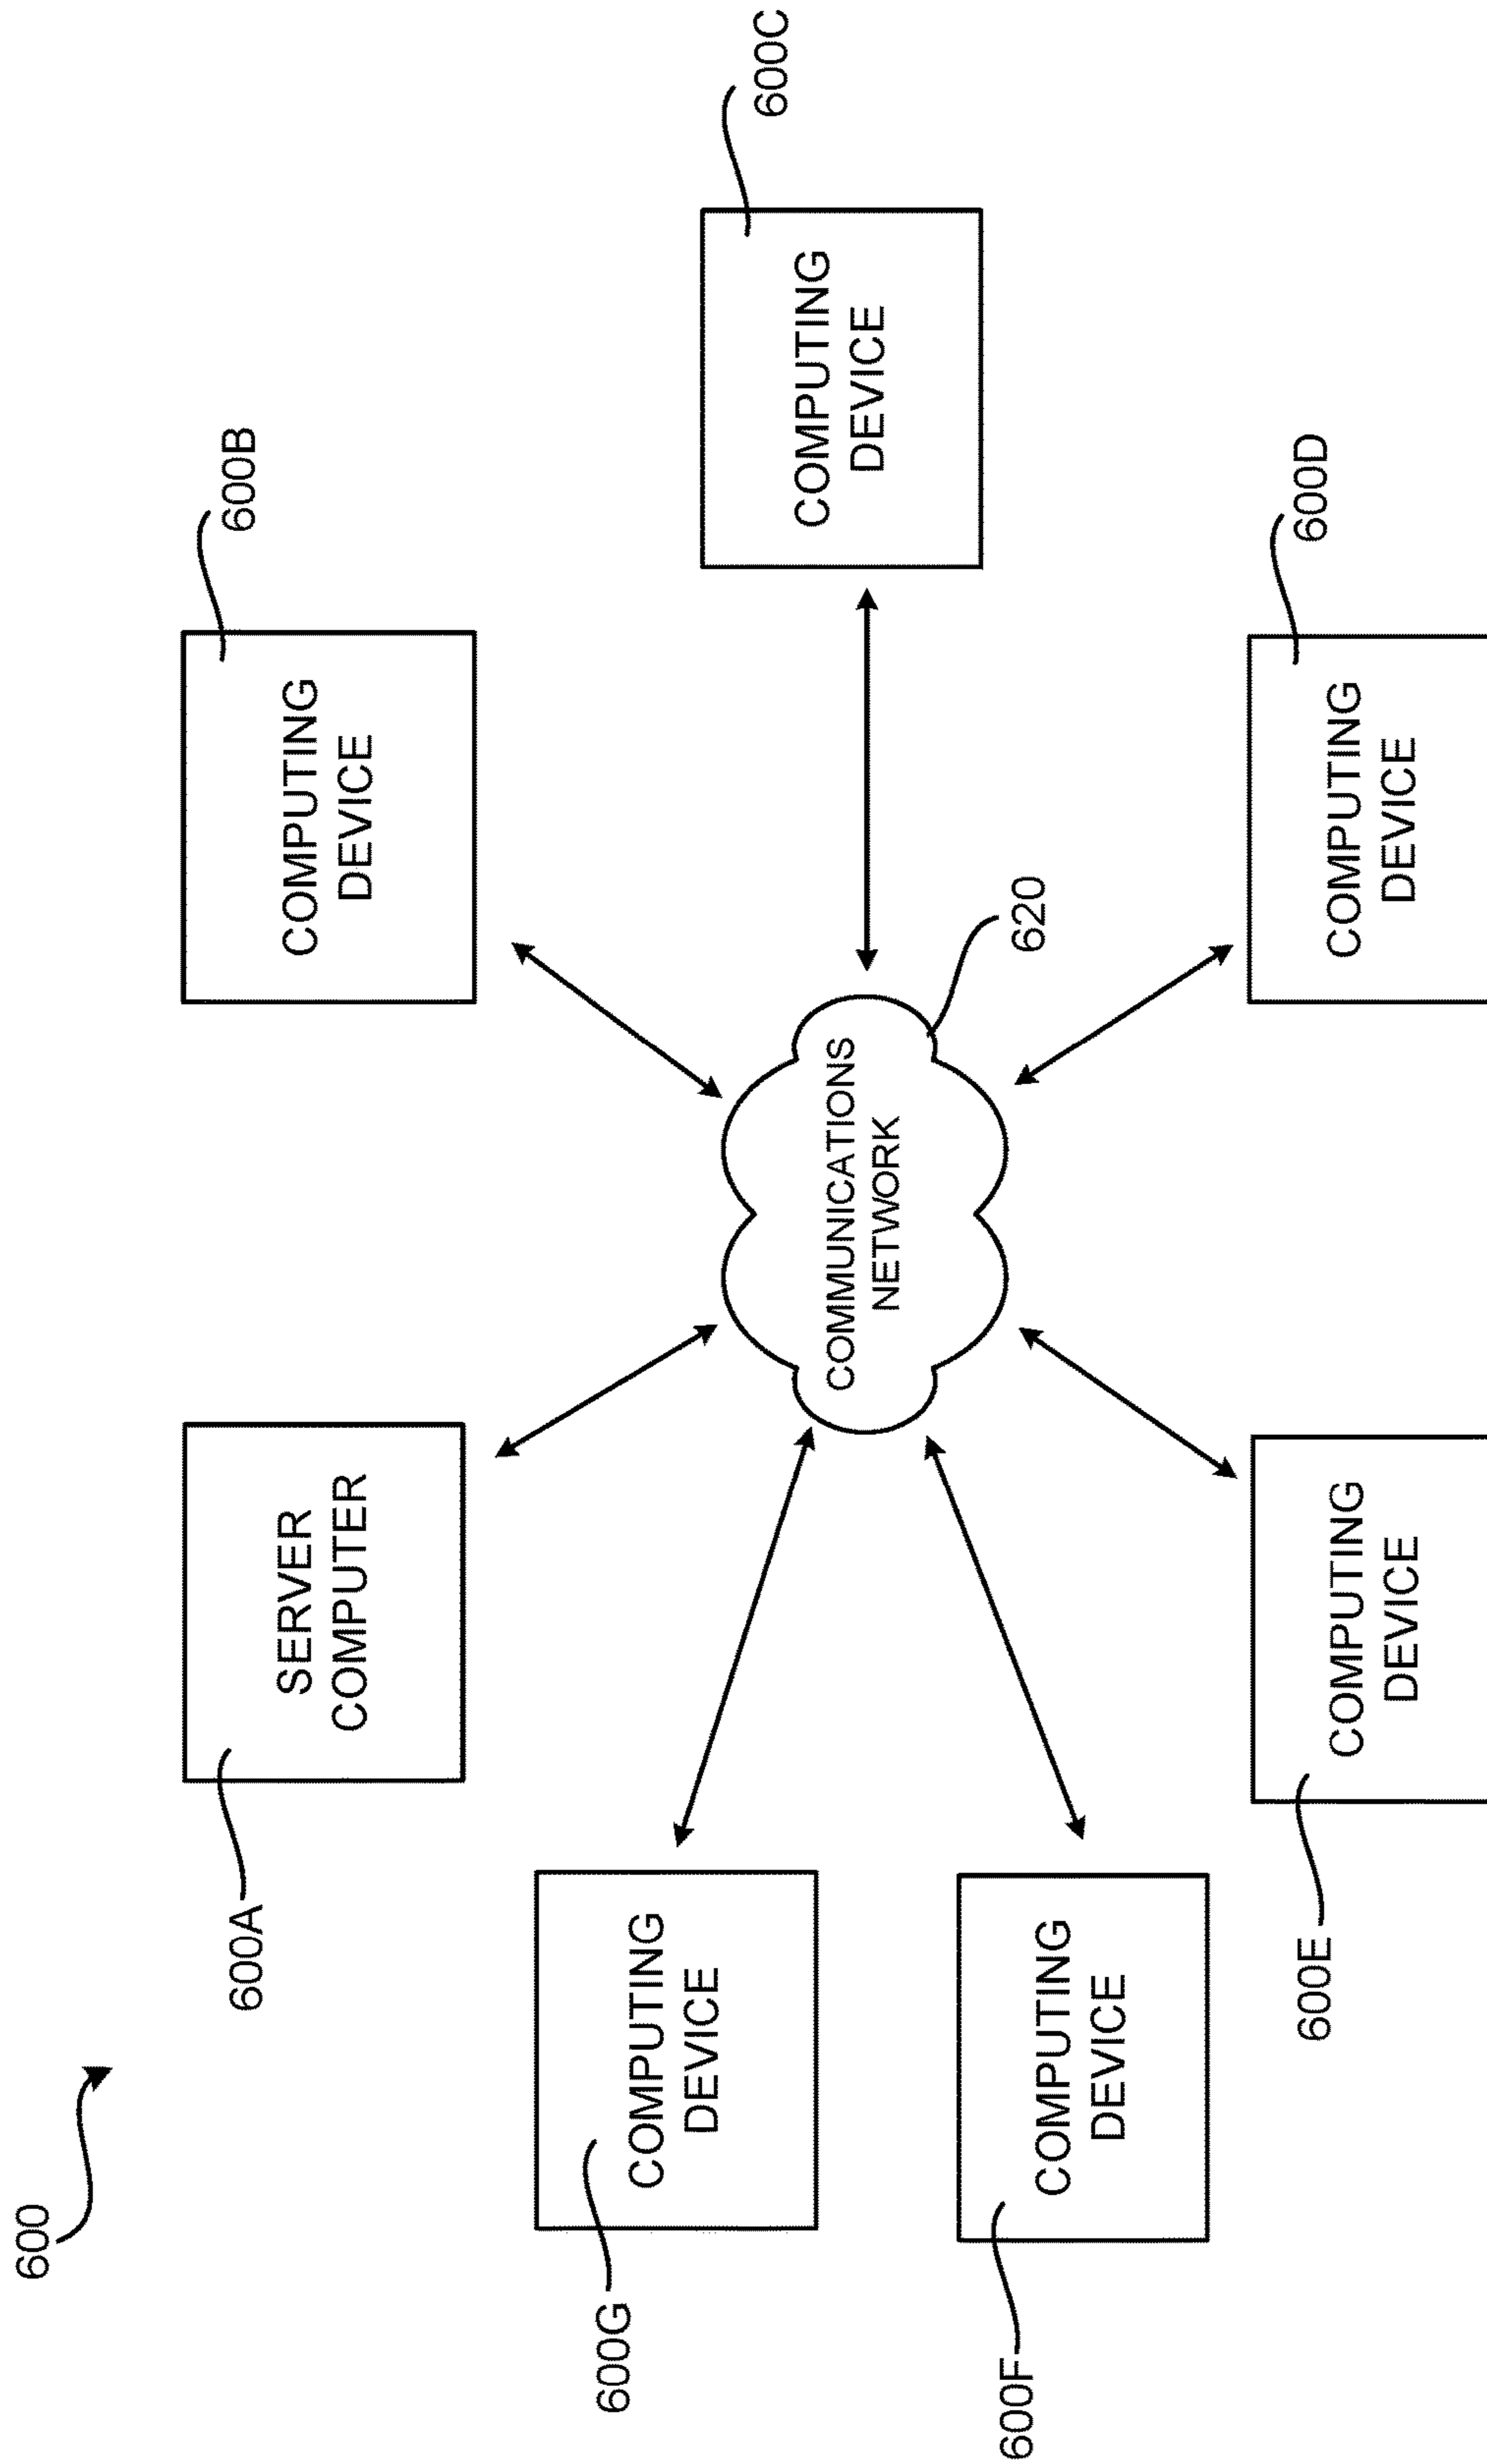 600
600A
SERVER
COMPUTER
600B
COMPUTING
DEVICE
600C
COMPUTING
DEVICE
600G
COMPUTING
DEVICE
COMMUNICATIONS
NETWORK
620
600F
COMPUTING
DEVICE
600E
COMPUTING
DEVICE
600D
COMPUTING
DEVICE